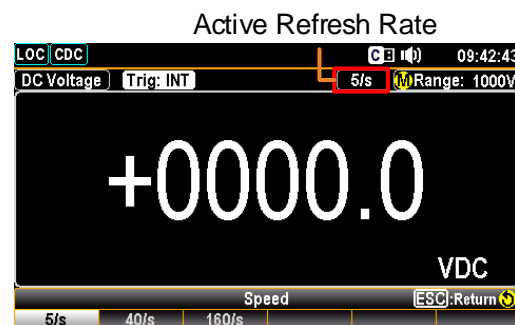 Active Refresh Rate
LOC CDC C 09:42:43
DC Voltage Trig: INT 5/s M Range: 1000V
+0000.0
VDC
Speed ESC:Return
5/s 40/s 160/s